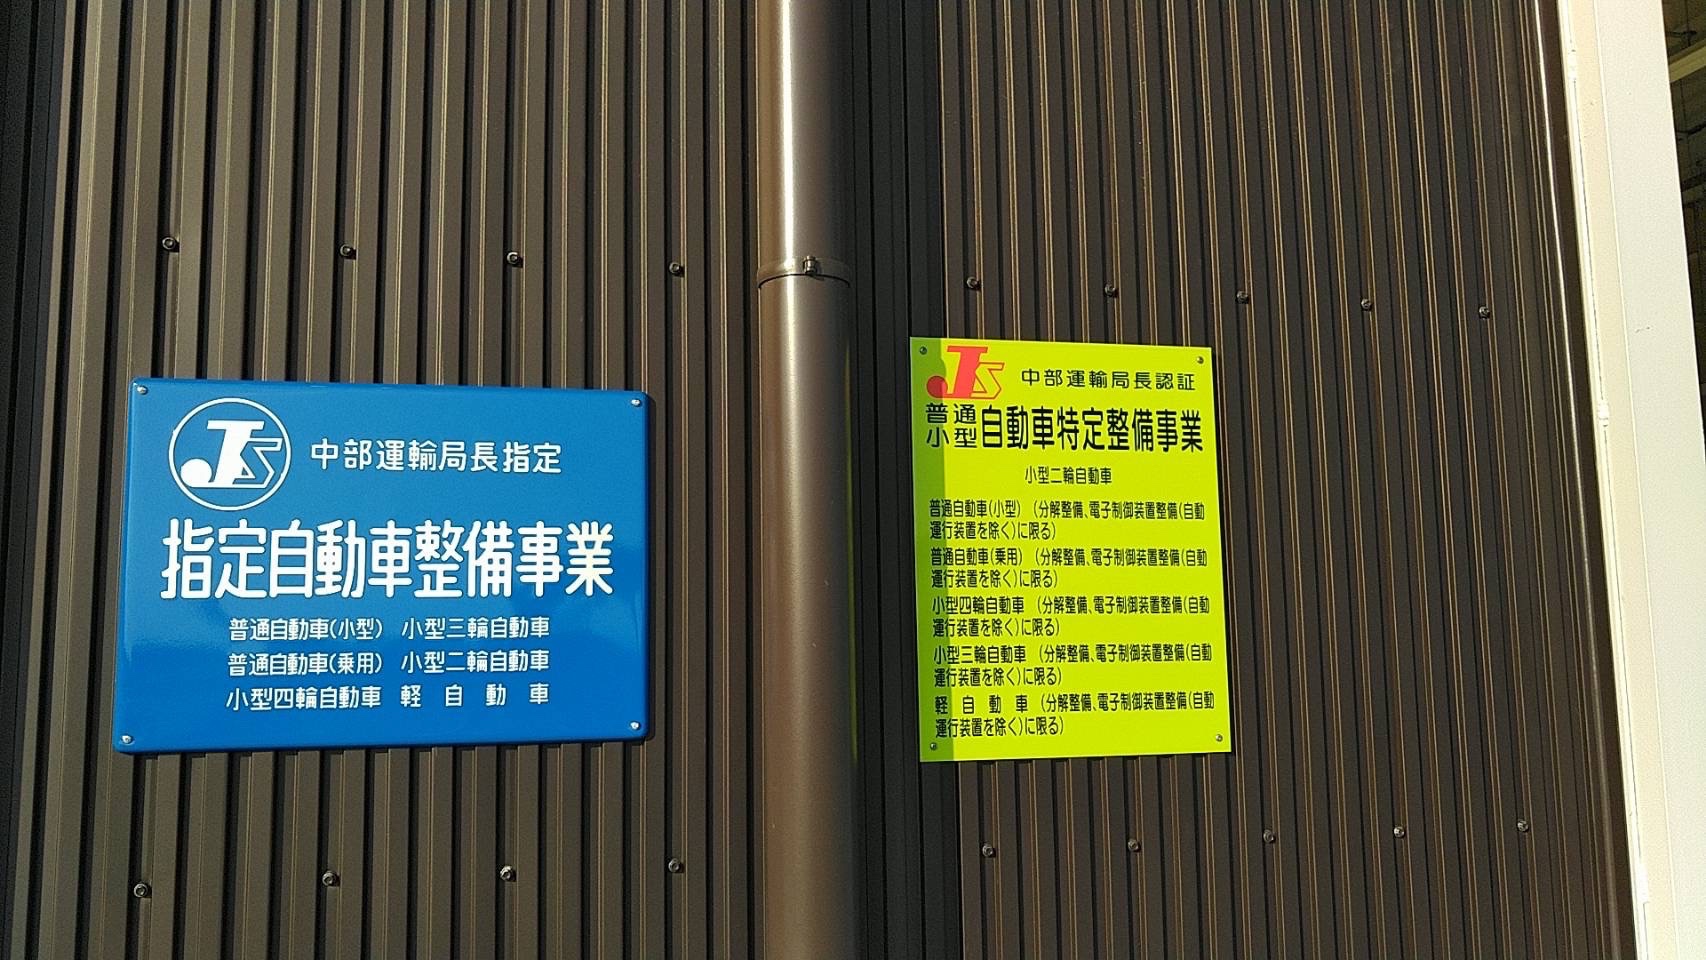 JS 中部運輸局長指定
指定自動車整備事業
普通自動車(小型) 小型三輪自動車
普通自動車(乗用) 小型二輪自動車
小型四輪自動車 軽自動車
JS 中部運輸局長認証
普通
小型 自動車特定整備事業
小型二輪自動車
普通自動車(小型) (分解整備、電子制御装置整備(自動
運行装置を除く)に限る)
普通自動車(乗用) (分解整備、電子制御装置整備(自動
運行装置を除く)に限る)
小型四輪自動車 (分解整備、電子制御装置整備(自動
運行装置を除く)に限る)
小型三輪自動車 (分解整備、電子制御装置整備(自動
運行装置を除く)に限る)
軽自動車 (分解整備、電子制御装置整備(自動
運行装置を除く)に限る)